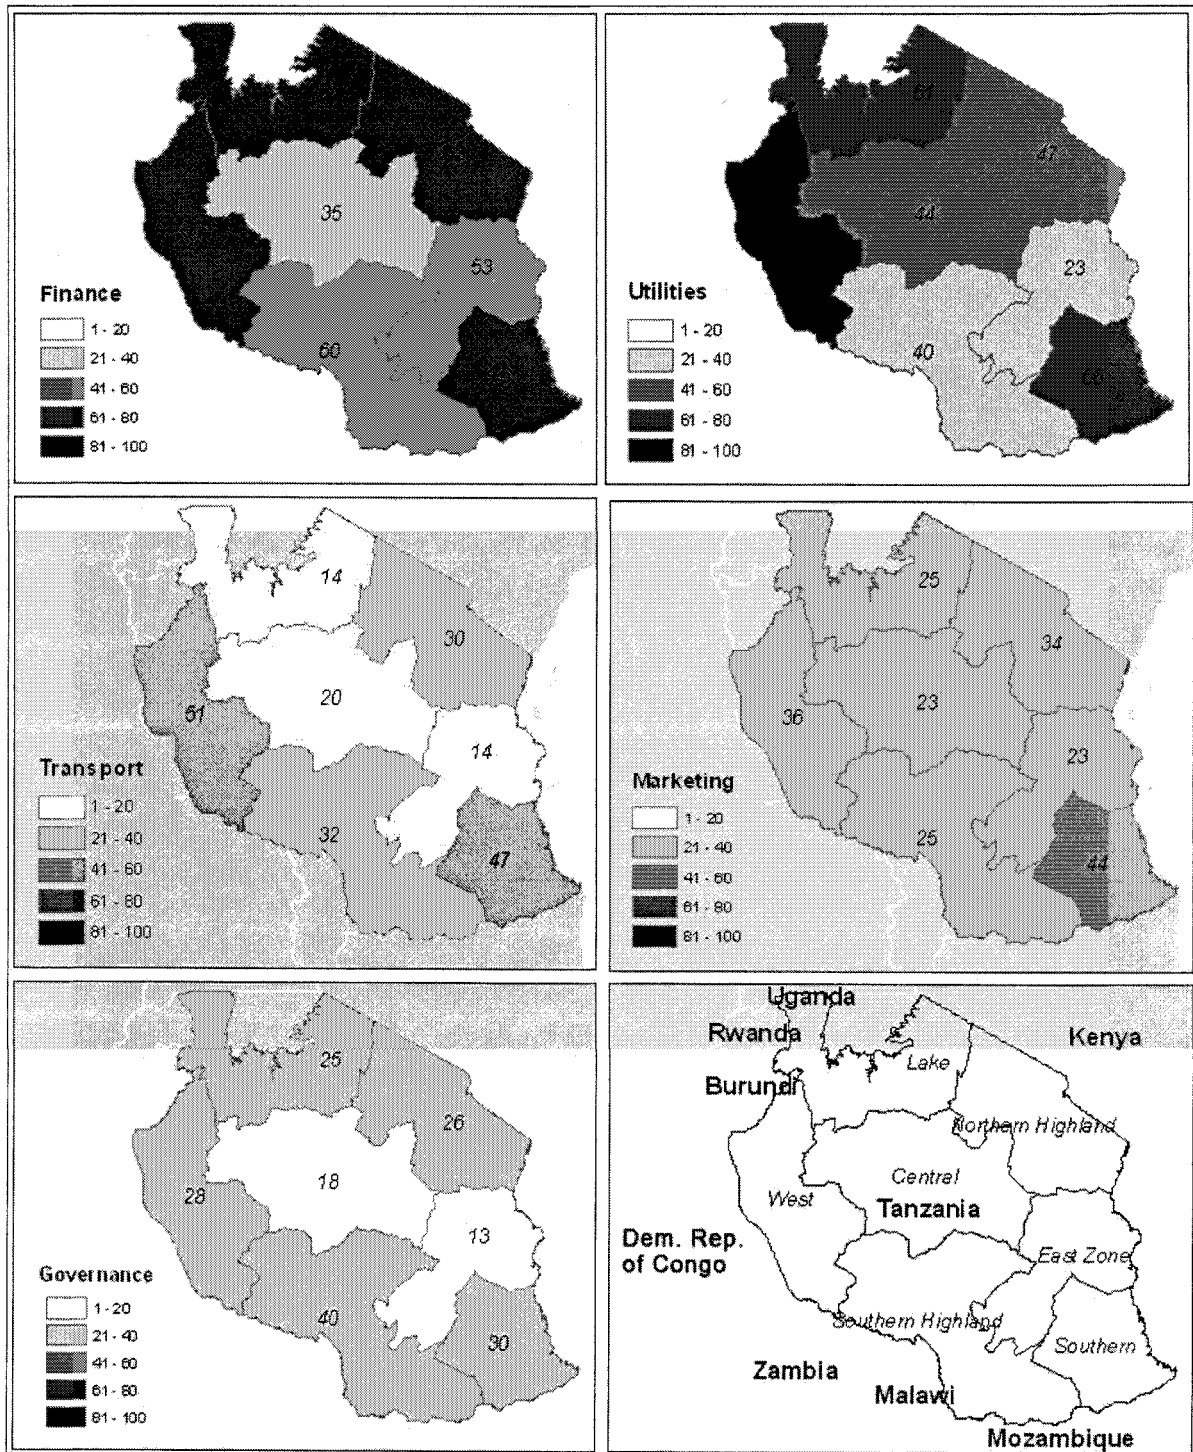 35
53
60
Finance
1 - 20
21 - 40
41 - 60
61 - 80
81 - 100
61
47
44
23
40
Utilities
1 - 20
21 - 40
41 - 60
61 - 80
81 - 100
14
30
20
14
32
47
Transport
1 - 20
21 - 40
41 - 60
61 - 80
81 - 100
25
34
36
23
23
25
44
Marketing
1 - 20
21 - 40
41 - 60
61 - 80
81 - 100
25
26
18
28
13
40
30
Governance
1 - 20
21 - 40
41 - 60
61 - 80
81 - 100
Uganda
Rwanda
Kenya
Lake
Burundi
Northern Highland
Central
West
Tanzania
Dem. Rep.
of Congo
East Zone
Southern Highland
Southern
Zambia
Malawi
Mozambique